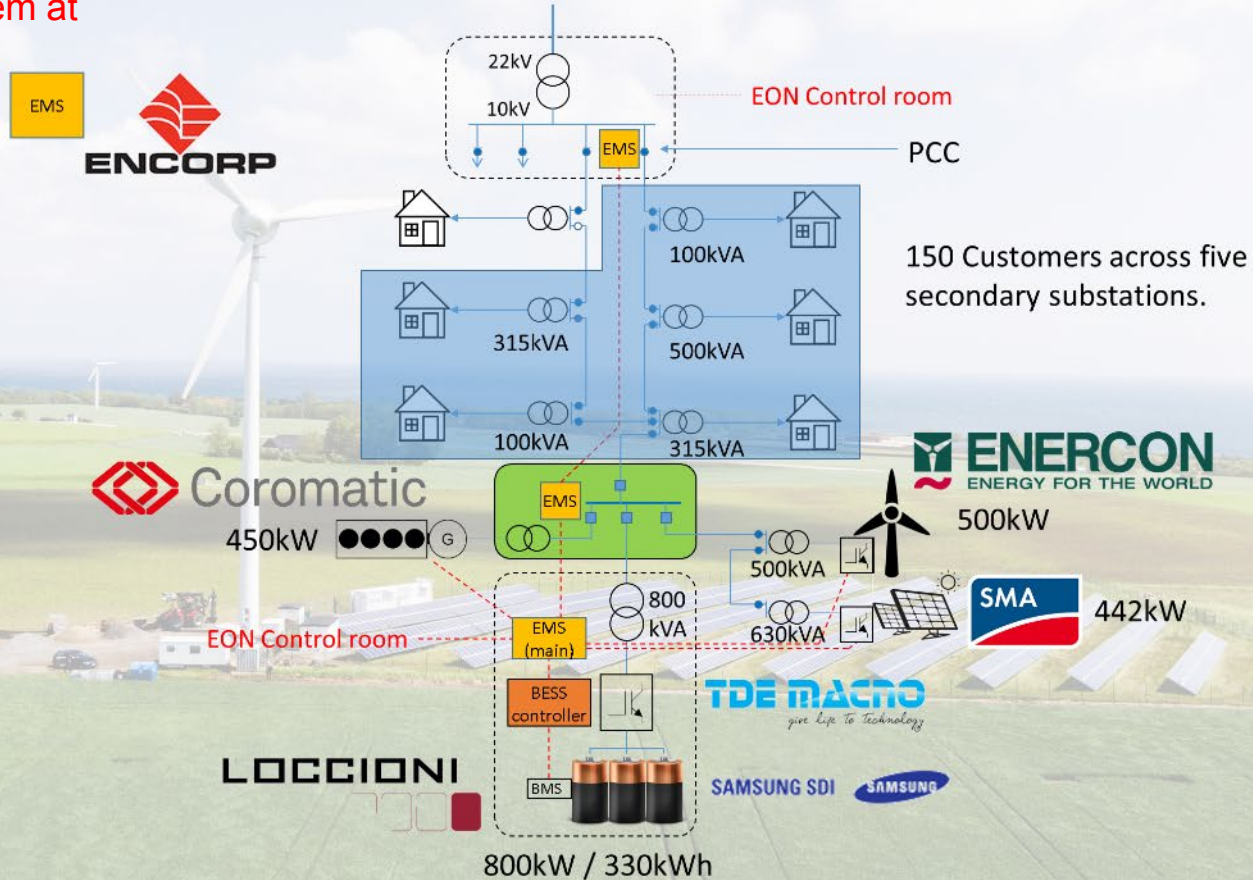 em at
EMS
ENCORP
22kV
10kV
EON Control room
EMS
PCC
100kVA
150 Customers across five
secondary substations.
315kVA
500kVA
100kVA
315kVA
Coromatic
450kW
G
EMS
ENERCON
ENERGY FOR THE WORLD
500kW
500kVA
800
kVA
630kVA
SMA
442kW
EON Control room
EMS
(main)
BESS
controller
TDE MACNO
give life to technology
LOCCIONI
BMS
SAMSUNG SDI
SAMSUNG
800kW / 330kWh